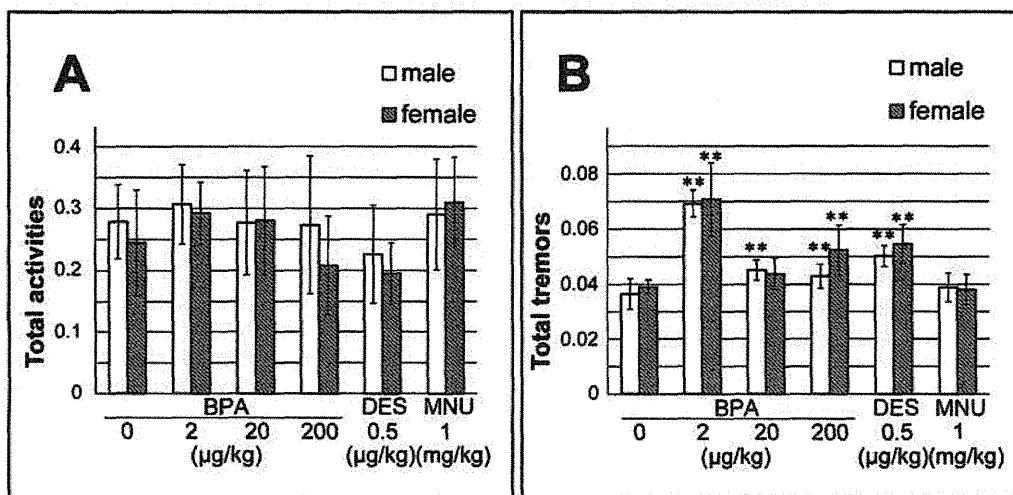 A
male
female
Total activities
0.4
0.3
0.2
0.1
0
BPA DES MNU
0 2 20 200 0.5 1
(μg/kg) (μg/kg)(mg/kg)
B
male
female
Total tremors
0.08
0.06
0.04
0.02
0
** ** ** ** ** ** **
BPA DES MNU
0 2 20 200 0.5 1
(μg/kg) (μg/kg)(mg/kg)